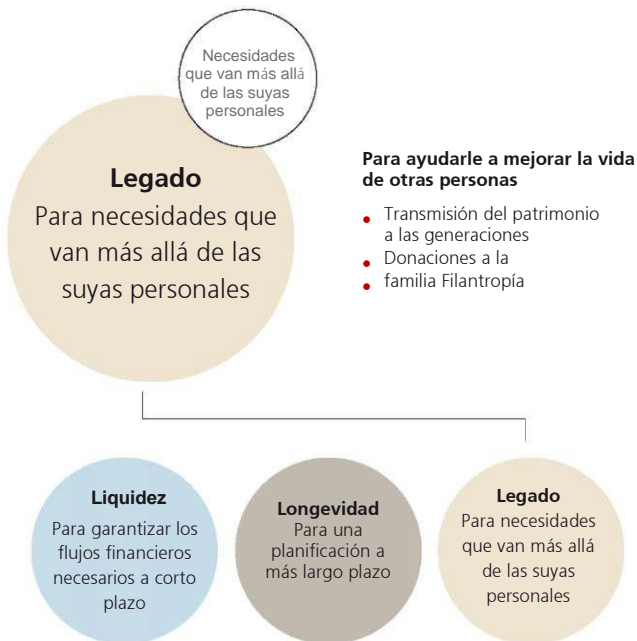 Necesidades
que van más allá
de las suyas
personales
Legado
Para necesidades que
van más allá de las
suyas personales
Para ayudarle a mejorar la vida
de otras personas
• Transmisión del patrimonio
a las generaciones
• Donaciones a la
• familia Filantropía
Liquidez
Para garantizar los
flujos financieros
necesarios a corto
plazo
Longevidad
Para una
planificación a
más largo plazo
Legado
Para necesidades
que van más allá
de las suyas
personales